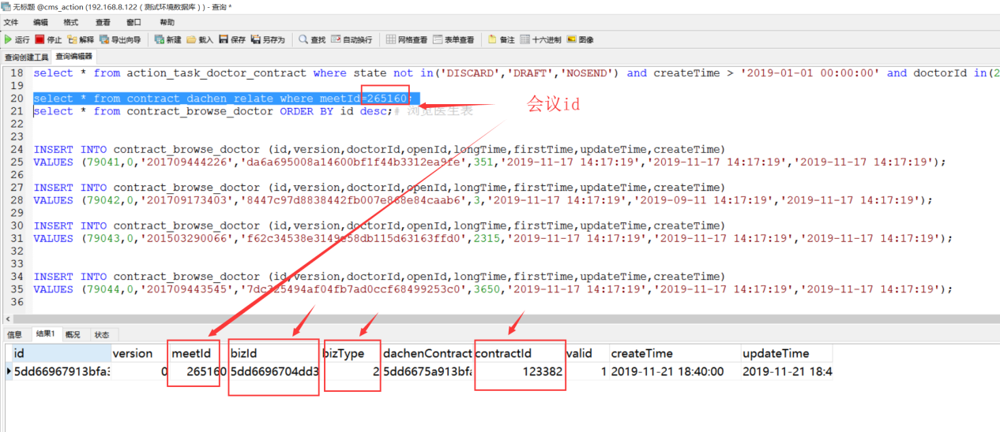 无标题 @cms_action (192.168.8.122 ( 测试环境数据库 ) ) - 查询 *
文件 编辑 格式 查看 窗口 帮助
运行 停止 解释 导出向导 新建 载入 保存 另存为 查找 自动换行 网格查看 表单查看 备注 十六进制 图像
查询创建工具 查询编辑器
18 select * from action_task_doctor_contract where state not in('DISCARD','DRAFT','NOSEND') and createTime > '2019-01-01 00:00:00' and doctorId in(2
19
20 select * from contract_dachen_relate where meetId=265160;
会议id
21 select * from contract_browse_doctor ORDER BY id desc;# 浏览医生表
22
23
24 INSERT INTO contract_browse_doctor (id,version,doctorId,openId,longTime,firstTime,updateTime,createTime)
25 VALUES (79041,0,'201709444226','da6a695008a14600bf1f44b3312ea9fe',351,'2019-11-17 14:17:19','2019-11-17 14:17:19','2019-11-17 14:17:19');
26
27 INSERT INTO contract_browse_doctor (id,version,doctorId,openId,longTime,firstTime,updateTime,createTime)
28 VALUES (79042,0,'201709173403','8447c97d8838442fb007e868e84caab6',3,'2019-11-17 14:17:19','2019-09-11 14:17:19','2019-11-17 14:17:19');
29
30 INSERT INTO contract_browse_doctor (id,version,doctorId,openId,longTime,firstTime,updateTime,createTime)
31 VALUES (79043,0,'201503290066','f62c34538e3149e58db115d63163ffd0',2315,'2019-11-17 14:17:19','2019-11-17 14:17:19','2019-11-17 14:17:19');
32
33
34 INSERT INTO contract_browse_doctor (id,version,doctorId,openId,longTime,firstTime,updateTime,createTime)
35 VALUES (79044,0,'201709443545','7dc325494af04fb7ad0ccf68499253c0',3650,'2019-11-17 14:17:19','2019-11-17 14:17:19','2019-11-17 14:17:19');
36
信息 结果1 概况 状态
id version meetId bizId bizType dachenContract contractId valid createTime updateTime
5dd66967913bfa3 0 265160 5dd6696704dd3 2 5dd6675a913bfa 123382 1 2019-11-21 18:40:00 2019-11-21 18:4